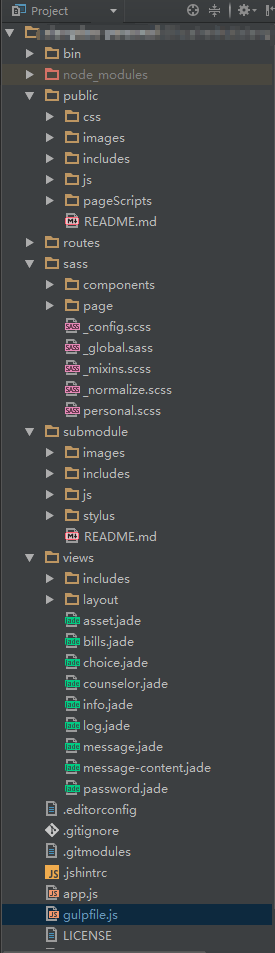 Project
bin
node_modules
public
css
images
includes
js
pageScripts
README.md
routes
sass
components
page
_config.scss
_global.sass
_mixins.scss
_normalize.scss
personal.scss
submodule
images
includes
js
stylus
README.md
views
includes
layout
asset.jade
bills.jade
choice.jade
counselor.jade
info.jade
log.jade
message.jade
message-content.jade
password.jade
.editorconfig
.gitignore
.gitmodules
.jshintrc
app.js
gulpfile.js
LICENSE